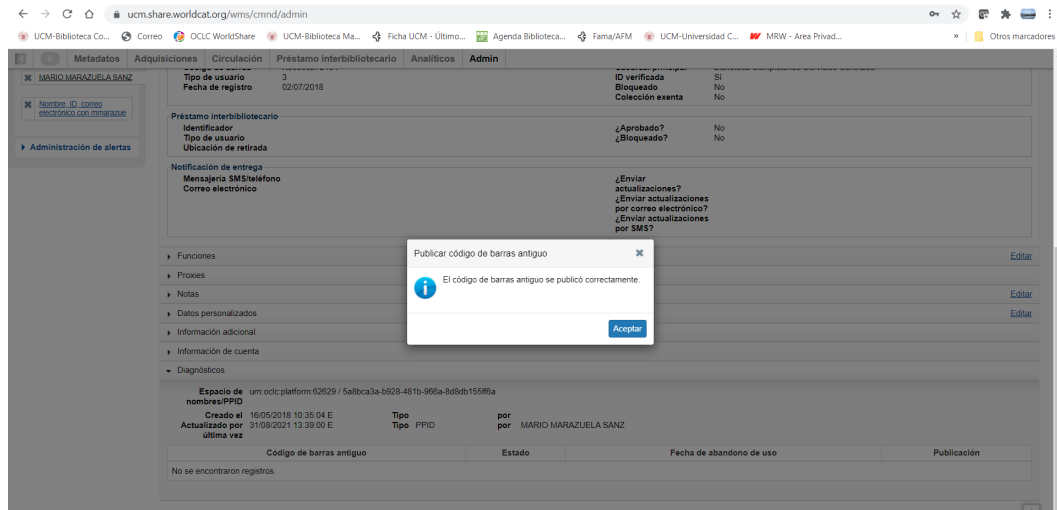 ucm.share.worldcat.org/wms/cmnd/admin
UCM-Biblioteca Co... Correo OCLC WorldShare UCM-Biblioteca Ma... Ficha UCM - Último... Agenda Biblioteca... Fama/AFM UCM-Universidad C... MRW - Area Privad... » Otros marcadores
0 Metadatos Adquisiciones Circulación Préstamo interbibliotecario Analíticos Admin
MARIO MARAZUELA SANZ
Tipo de usuario 3 ID verificada Sí
Fecha de registro 02/07/2018 Bloqueado No
Colección exenta No
Nombre, ID, correo
electrónico con mmarazue
Préstamo interbibliotecario
Identificador ¿Aprobado? No
Tipo de usuario ¿Bloqueado? No
Ubicación de retirada
Administración de alertas
Notificación de entrega
Mensajería SMS/teléfono ¿Enviar
Correo electrónico actualizaciones?
¿Enviar actualizaciones
por correo electrónico?
¿Enviar actualizaciones
por SMS?
Publicar código de barras antiguo
El código de barras antiguo se publicó correctamente.
Aceptar
Funciones Editar
Proxies
Notas Editar
Datos personalizados Editar
Información adicional
Información de cuenta
Diagnósticos
Espacio de urn:oclc:platform:62629 / 5a8bca3a-b928-481b-966a-8d8db155ff6a
nombres/PPID
Creado el 16/05/2018 10:35:04 E Tipo por
Actualizado por 31/08/2021 13:39:00 E Tipo PPID por MARIO MARAZUELA SANZ
última vez
Código de barras antiguo Estado Fecha de abandono de uso Publicación
No se encontraron registros.